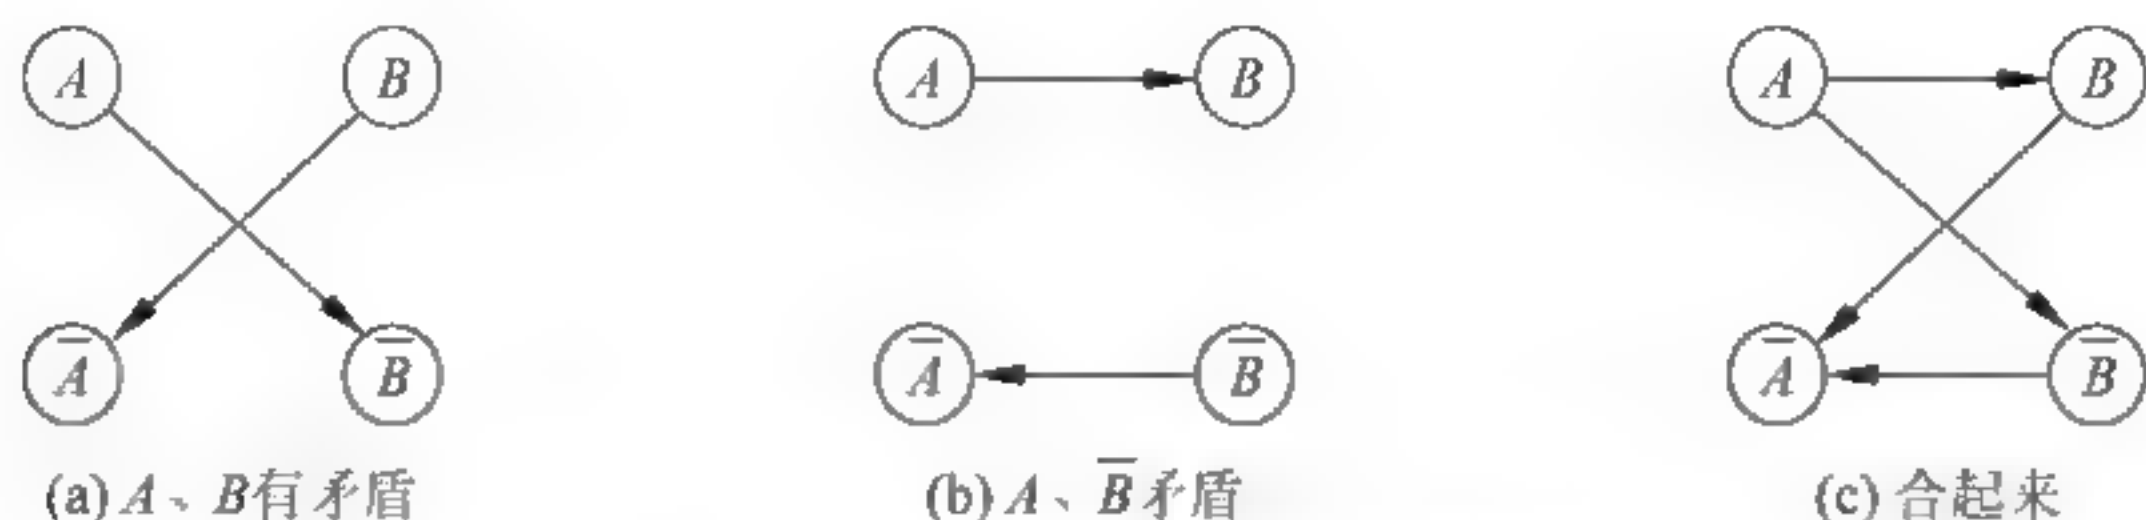 A B A B A B
A̅ B̅ A̅ B̅ A̅ B̅
(a) A、B有矛盾 (b) A、B̅矛盾 (c) 合起来